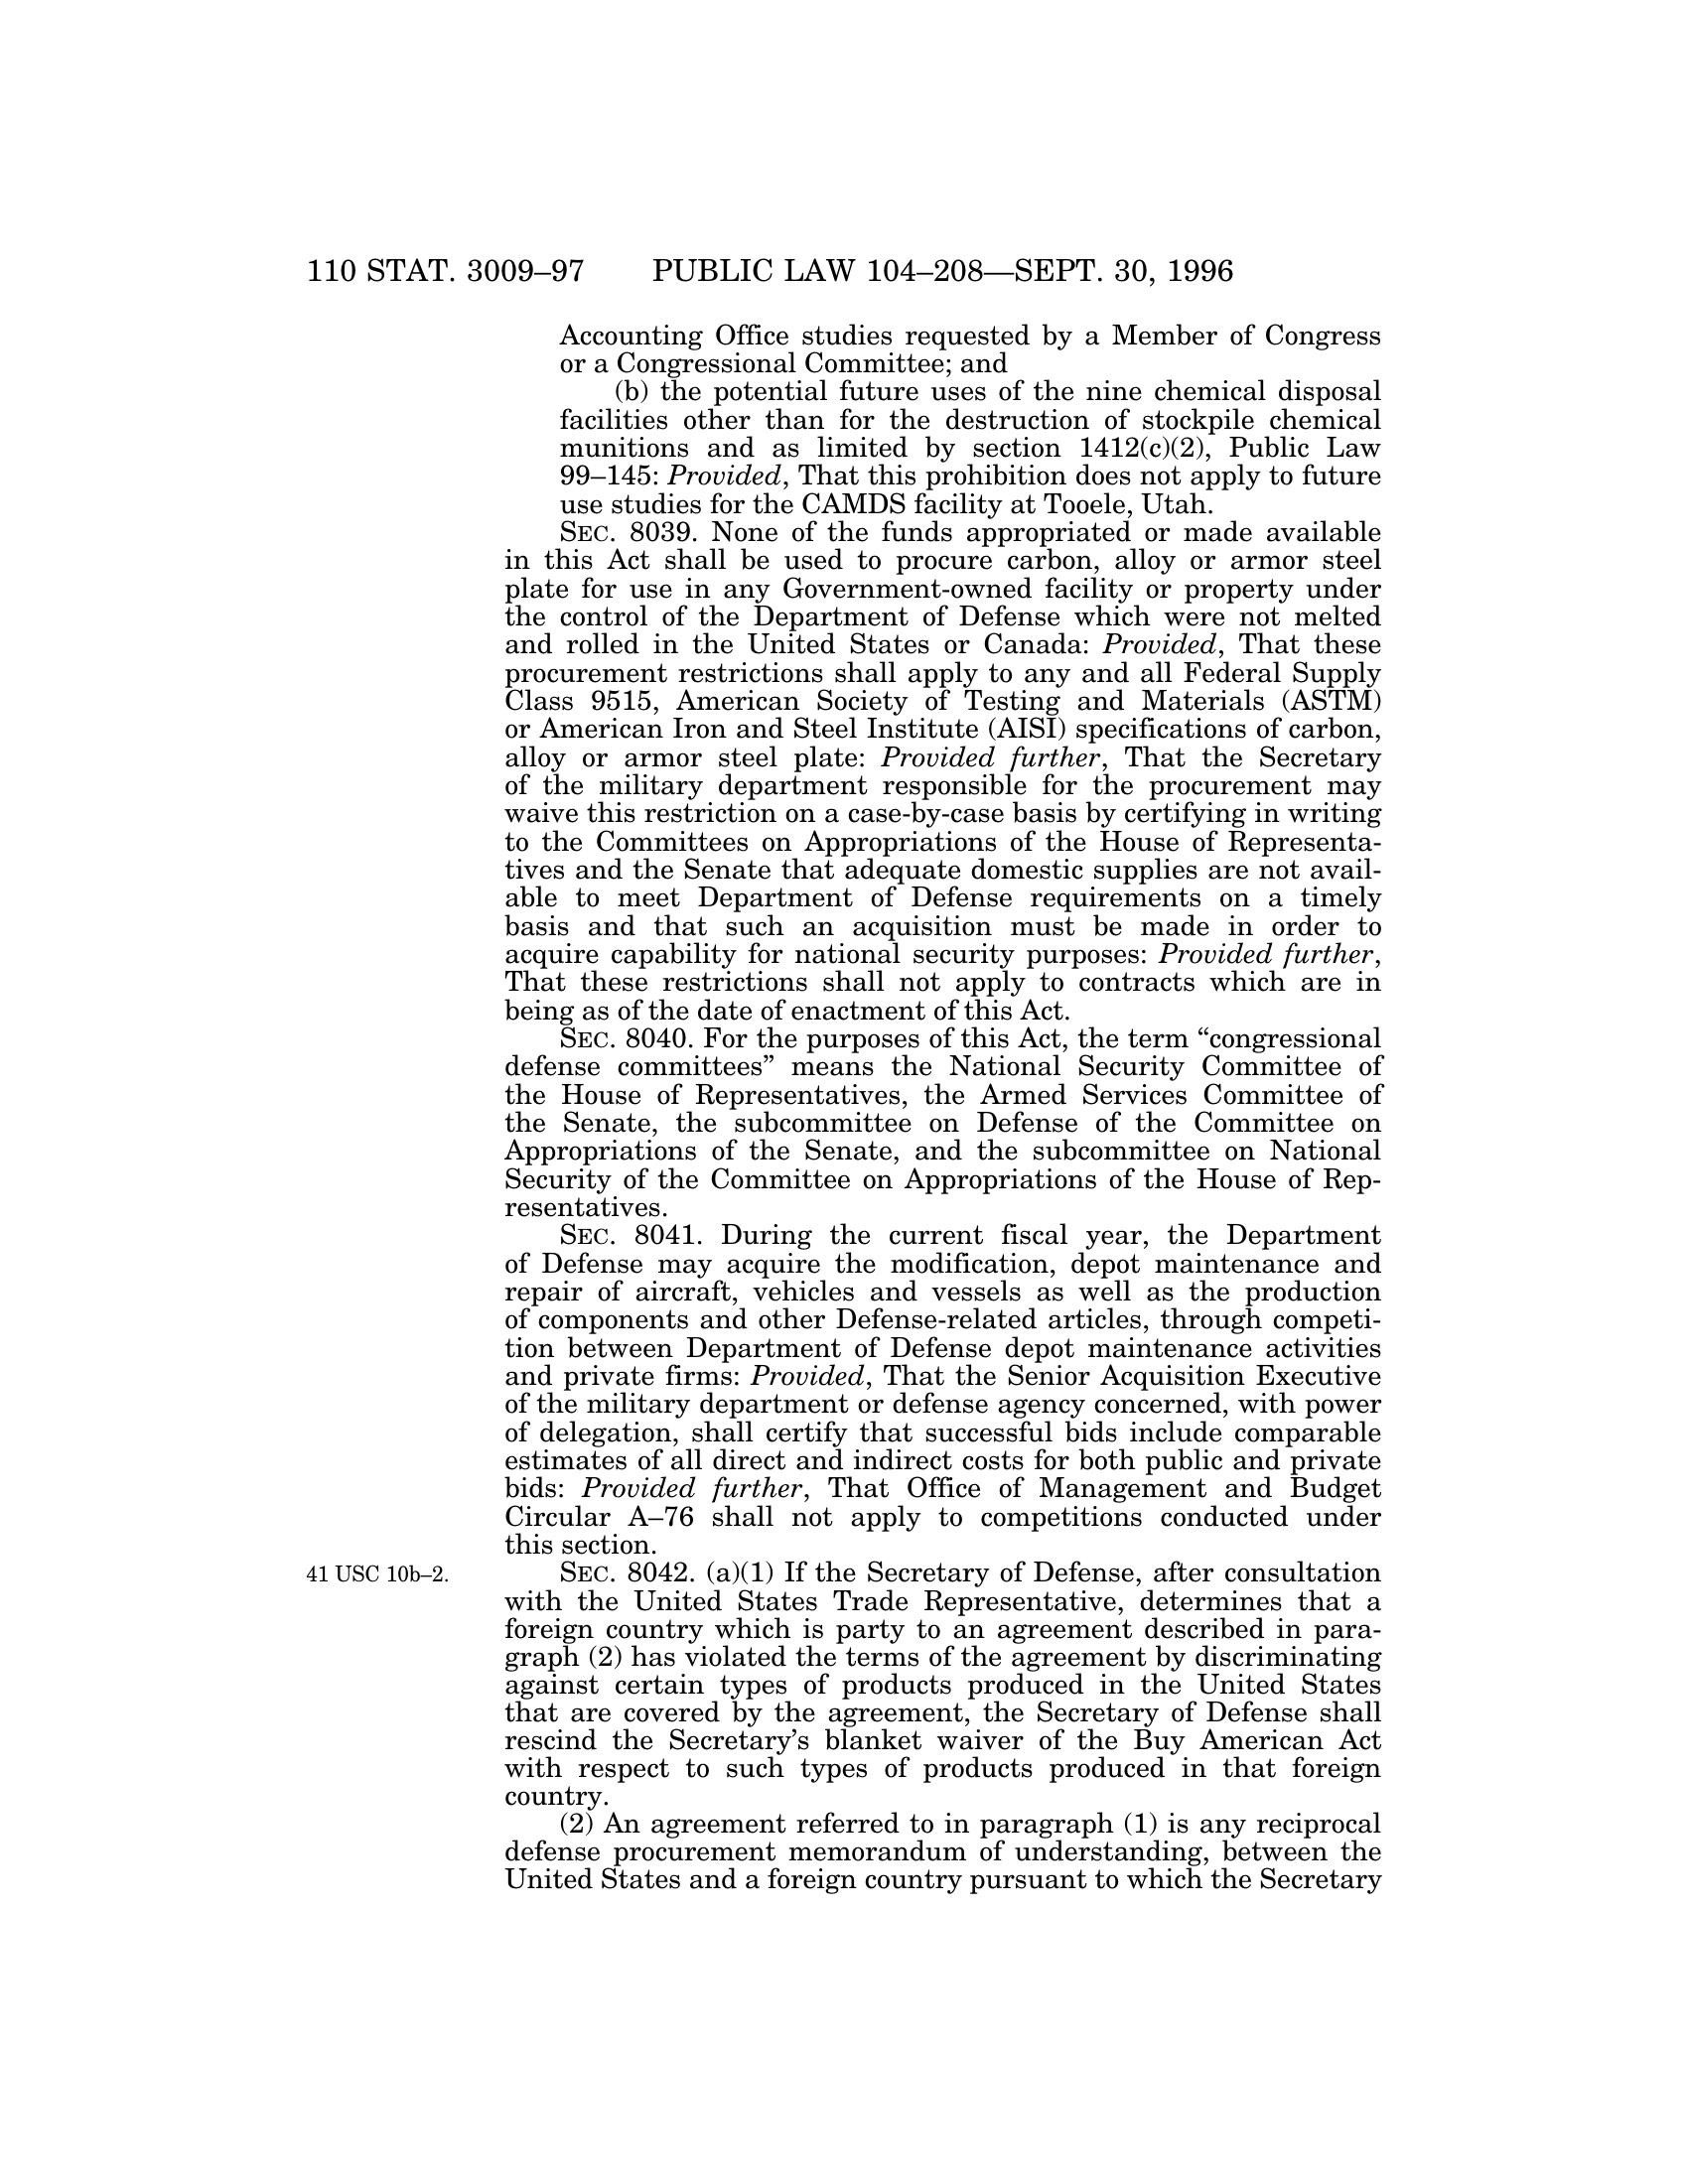 110 STAT. 3009–97 PUBLIC LAW 104–208—SEPT. 30, 1996
Accounting Office studies requested by a Member of Congress
or a Congressional Committee; and
(b) the potential future uses of the nine chemical disposal
facilities other than for the destruction of stockpile chemical
munitions and as limited by section 1412(c)(2), Public Law
99–145: Provided, That this prohibition does not apply to future
use studies for the CAMDS facility at Tooele, Utah.
SEC. 8039. None of the funds appropriated or made available
in this Act shall be used to procure carbon, alloy or armor steel
plate for use in any Government-owned facility or property under
the control of the Department of Defense which were not melted
and rolled in the United States or Canada: Provided, That these
procurement restrictions shall apply to any and all Federal Supply
Class 9515, American Society of Testing and Materials (ASTM)
or American Iron and Steel Institute (AISI) specifications of carbon,
alloy or armor steel plate: Provided further, That the Secretary
of the military department responsible for the procurement may
waive this restriction on a case-by-case basis by certifying in writing
to the Committees on Appropriations of the House of Representa-
tives and the Senate that adequate domestic supplies are not avail-
able to meet Department of Defense requirements on a timely
basis and that such an acquisition must be made in order to
acquire capability for national security purposes: Provided further,
That these restrictions shall not apply to contracts which are in
being as of the date of enactment of this Act.
SEC. 8040. For the purposes of this Act, the term “congressional
defense committees” means the National Security Committee of
the House of Representatives, the Armed Services Committee of
the Senate, the subcommittee on Defense of the Committee on
Appropriations of the Senate, and the subcommittee on National
Security of the Committee on Appropriations of the House of Rep-
resentatives.
SEC. 8041. During the current fiscal year, the Department
of Defense may acquire the modification, depot maintenance and
repair of aircraft, vehicles and vessels as well as the production
of components and other Defense-related articles, through competi-
tion between Department of Defense depot maintenance activities
and private firms: Provided, That the Senior Acquisition Executive
of the military department or defense agency concerned, with power
of delegation, shall certify that successful bids include comparable
estimates of all direct and indirect costs for both public and private
bids: Provided further, That Office of Management and Budget
Circular A–76 shall not apply to competitions conducted under
this section.
41 USC 10b–2.
SEC. 8042. (a)(1) If the Secretary of Defense, after consultation
with the United States Trade Representative, determines that a
foreign country which is party to an agreement described in para-
graph (2) has violated the terms of the agreement by discriminating
against certain types of products produced in the United States
that are covered by the agreement, the Secretary of Defense shall
rescind the Secretary’s blanket waiver of the Buy American Act
with respect to such types of products produced in that foreign
country.
(2) An agreement referred to in paragraph (1) is any reciprocal
defense procurement memorandum of understanding, between the
United States and a foreign country pursuant to which the Secretary